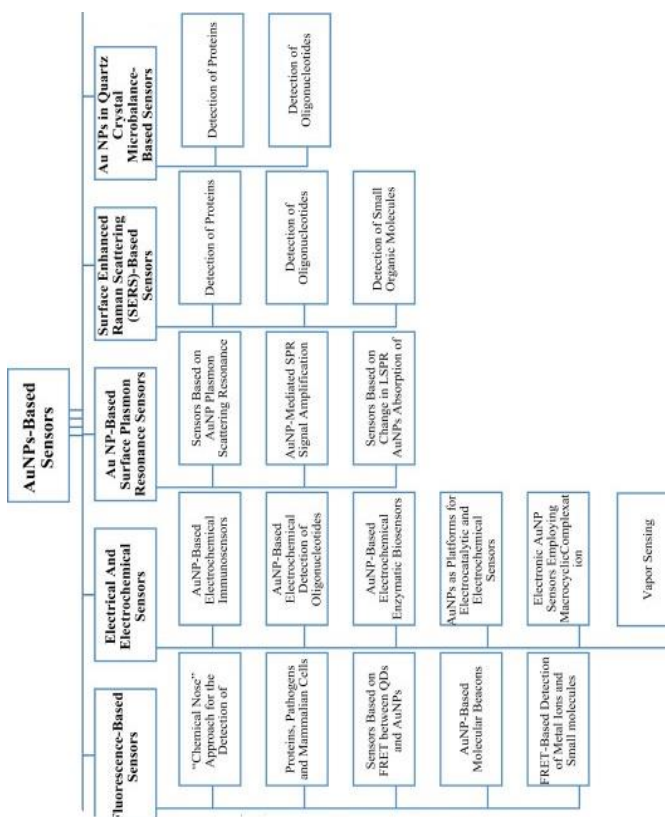 AuNPs-Based
Sensors
Fluorescence-Based
Sensors
"Chemical Nose"
Approach for the
Detection of
Proteins, Pathogens
and Mammalian Cells
Sensors Based on
FRET between QDs
and AuNPs
AuNP-Based
Molecular Beacons
FRET-Based Detection
of Metal Ions and
Small molecules
Electrical And
Electrochemical
Sensors
AuNP-Based
Electrochemical
Immunosensors
AuNP-Based
Electrochemical
Detection of
Oligonucleotides
AuNP-Based
Electrochemical
Enzymatic Biosensors
AuNPs as Platforms for
Electrocatalytic and
Electrochemical
Sensors
Electronic AuNP
Sensors Employing
MacrocyclicComplexat
ion
Vapor Sensing
Au NP-Based
Surface Plasmon
Resonance Sensors
Sensors Based on
AuNP Plasmon
Scattering Resonance
AuNP-Mediated SPR
Signal Amplification
Sensors Based on
Change in LSPR
AuNPs Absorption of
Surface Enhanced
Raman Scattering
(SERS)-Based
Sensors
Detection of Proteins
Detection of
Oligonucleotides
Detection of Small
Organic Molecules
Au NPs in Quartz
Crystal
Microbalance-
Based Sensors
Detection of Proteins
Detection of
Oligonucleotides